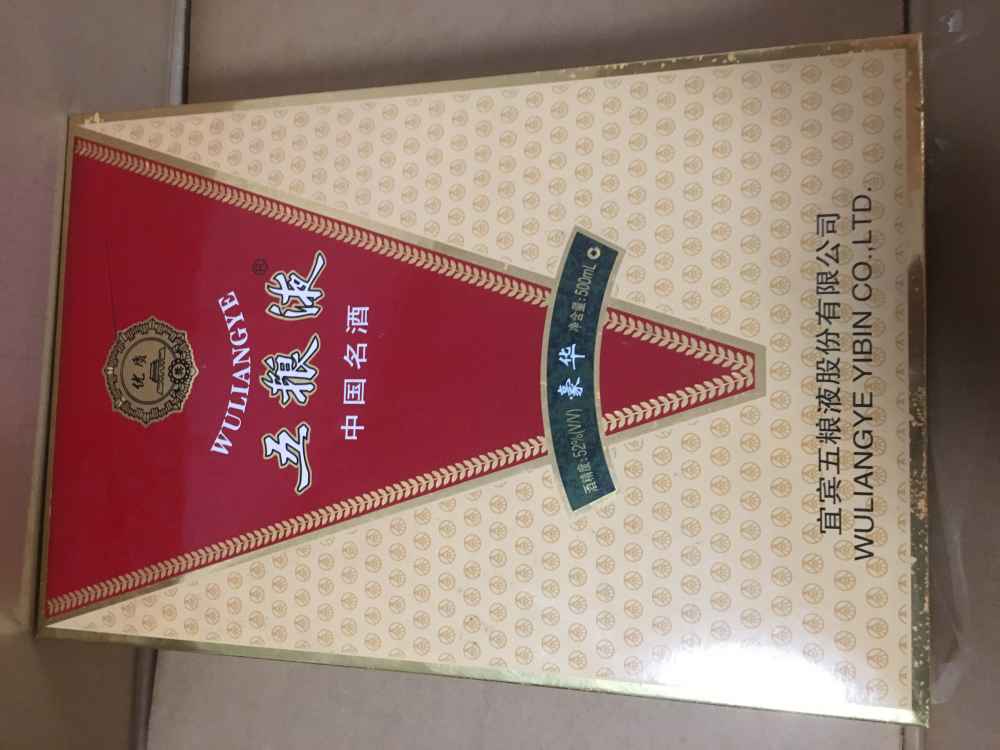 优质
WULIANGYE
五粮液®
中国名酒
酒精度:52%(V/V) 豪华 净含量:500mL
宜宾五粮液股份有限公司
WULIANGYE YIBIN CO.,LTD.